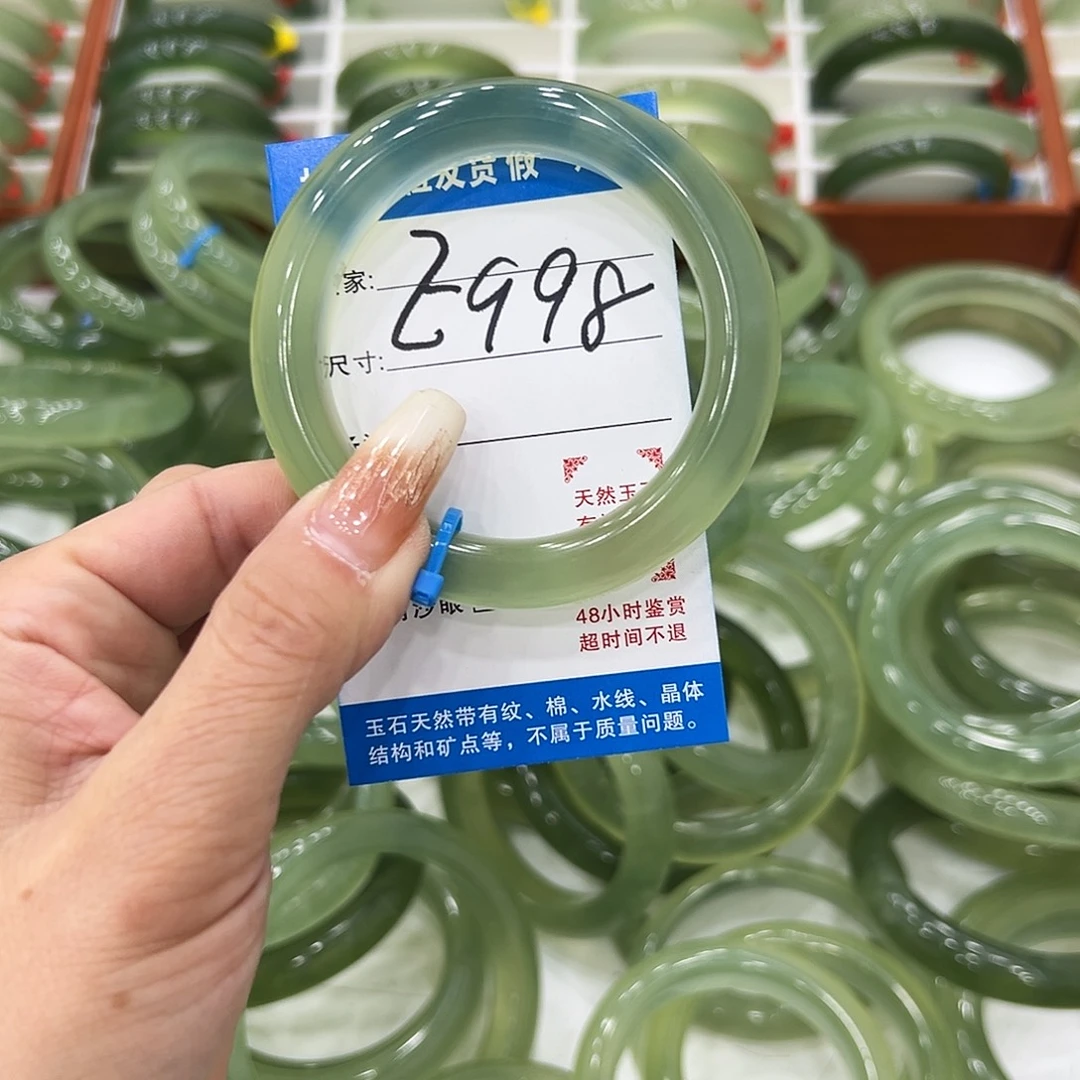 发货假
家:
Z998
尺寸:
天然玉
48小时鉴赏
超时间不退
玉石天然带有纹、棉、水线、晶体
结构和矿点等，不属于质量问题。